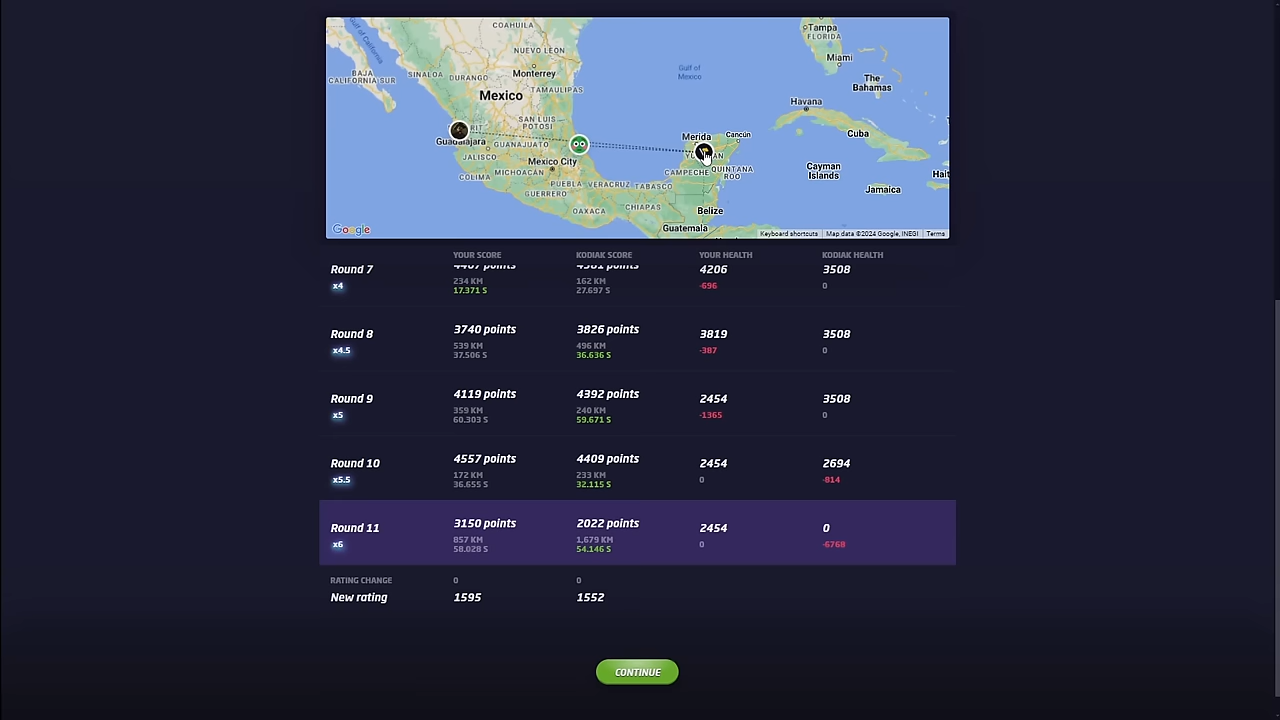 COAHUILA
Gulf of California
Tampa
FLORIDA
NUEVO LEON
Miami
BAJA CALIFORNIA SUR
SINALOA
DURANGO
Monterrey
Gulf of Mexico
The Bahamas
Mexico
TAMAULIPAS
Havana
SAN LUIS POTOSI
Merida
Cancún
Cuba
Guadalajara
GUANAJUATO
JALISCO
Mexico City
CAMPECHE
QUINTANA ROO
Cayman Islands
Hait
COLIMA
MICHOACÁN
PUEBLA
VERACRUZ
TABASCO
Jamaica
GUERRERO
CHIAPAS
OAXACA
Belize
Guatemala
Google
Keyboard shortcuts
Map data ©2024 Google, INEGI
Terms
YOUR SCORE KODIAK SCORE YOUR HEALTH KODIAK HEALTH
Round 7 4206 3508
x4 234 KM 162 KM -696 0
17.371 S 27.697 S
Round 8 3740 points 3826 points 3819 3508
x4.5 539 KM 496 KM -387 0
37.506 S 36.636 S
Round 9 4119 points 4392 points 2454 3508
x5 359 KM 240 KM -1365 0
60.303 S 59.671 S
Round 10 4557 points 4409 points 2454 2694
x5.5 172 KM 233 KM 0 -814
36.655 S 32.115 S
Round 11 3150 points 2022 points 2454 0
x6 857 KM 1,679 KM 0 -6768
58.028 S 54.146 S
RATING CHANGE 0 0
New rating 1595 1552
CONTINUE